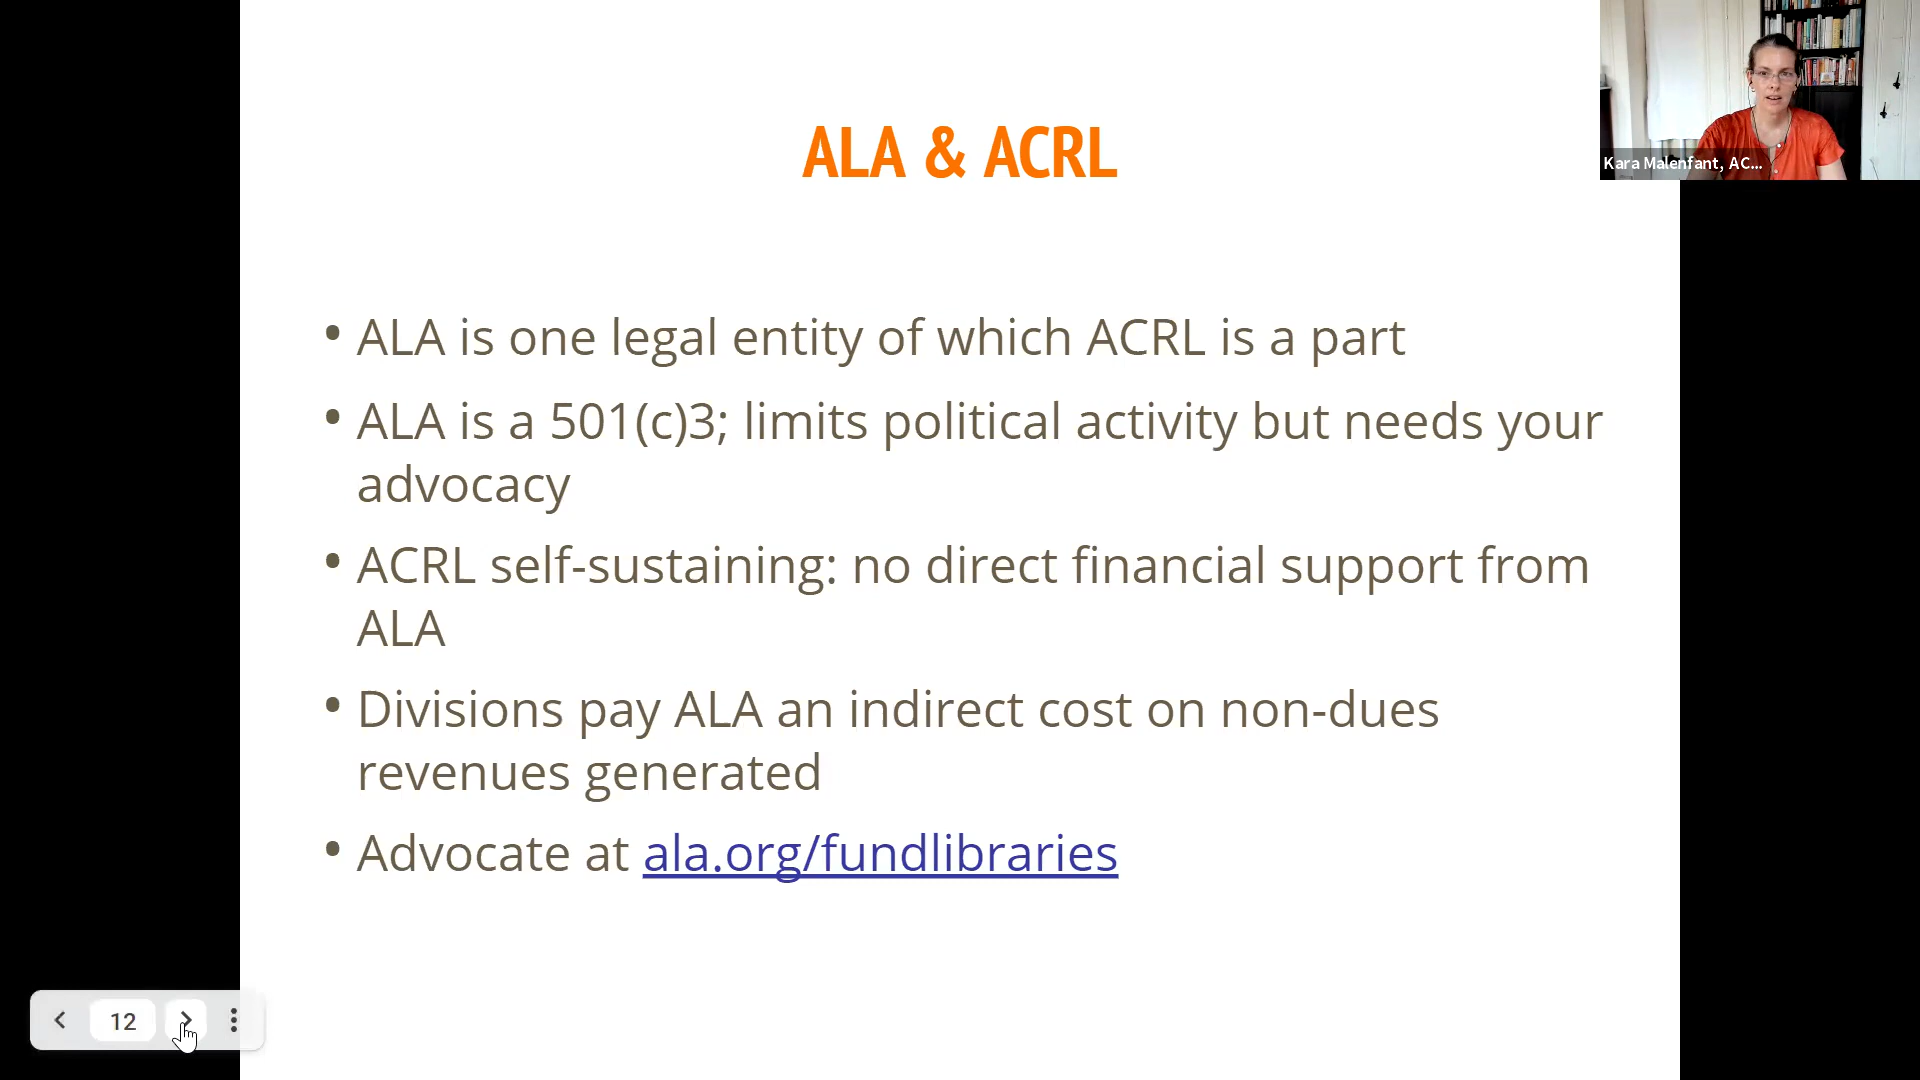 ALA & ACRL
Kara Malenfant, AC...
• ALA is one legal entity of which ACRL is a part
• ALA is a 501(c)3; limits political activity but needs your
advocacy
• ACRL self-sustaining: no direct financial support from
ALA
• Divisions pay ALA an indirect cost on non-dues
revenues generated
• Advocate at ala.org/fundlibraries
12